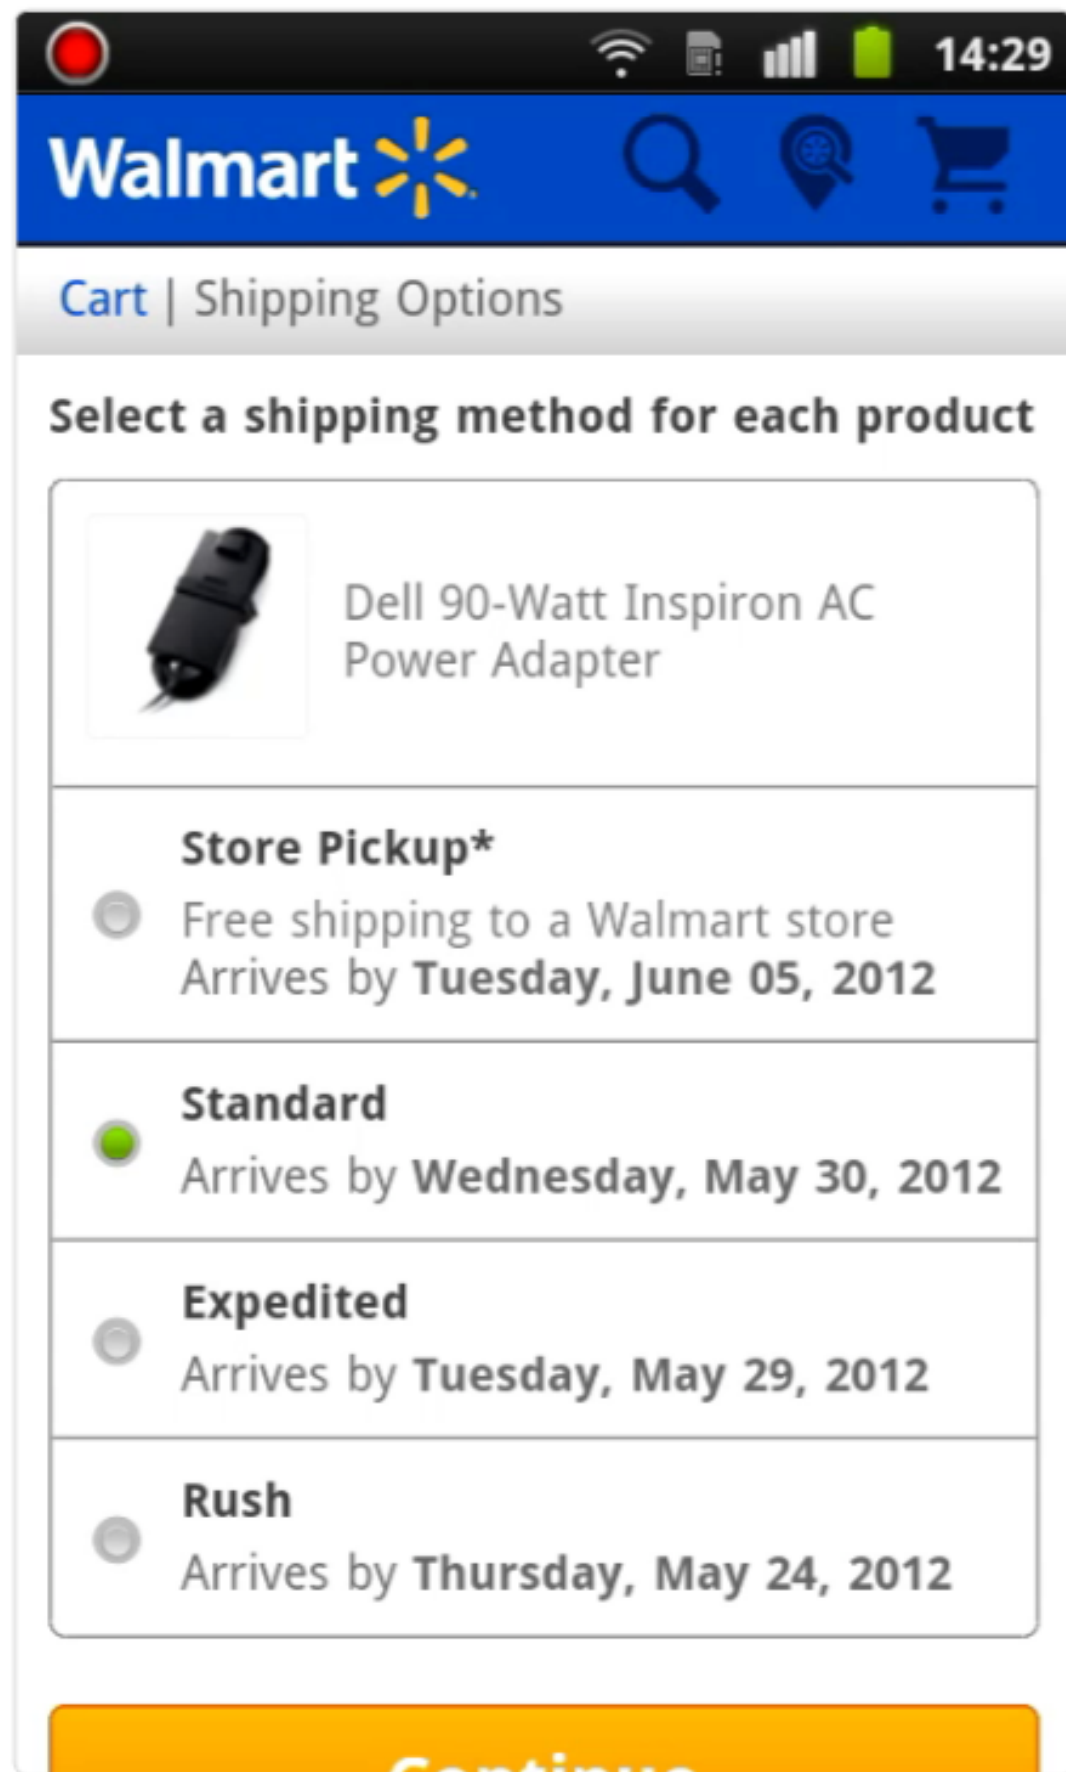 14:29
Walmart
Cart | Shipping Options
Select a shipping method for each product
Dell 90-Watt Inspiron AC
Power Adapter
Store Pickup*
Free shipping to a Walmart store
Arrives by Tuesday, June 05, 2012
Standard
Arrives by Wednesday, May 30, 2012
Expedited
Arrives by Tuesday, May 29, 2012
Rush
Arrives by Thursday, May 24, 2012
Continue